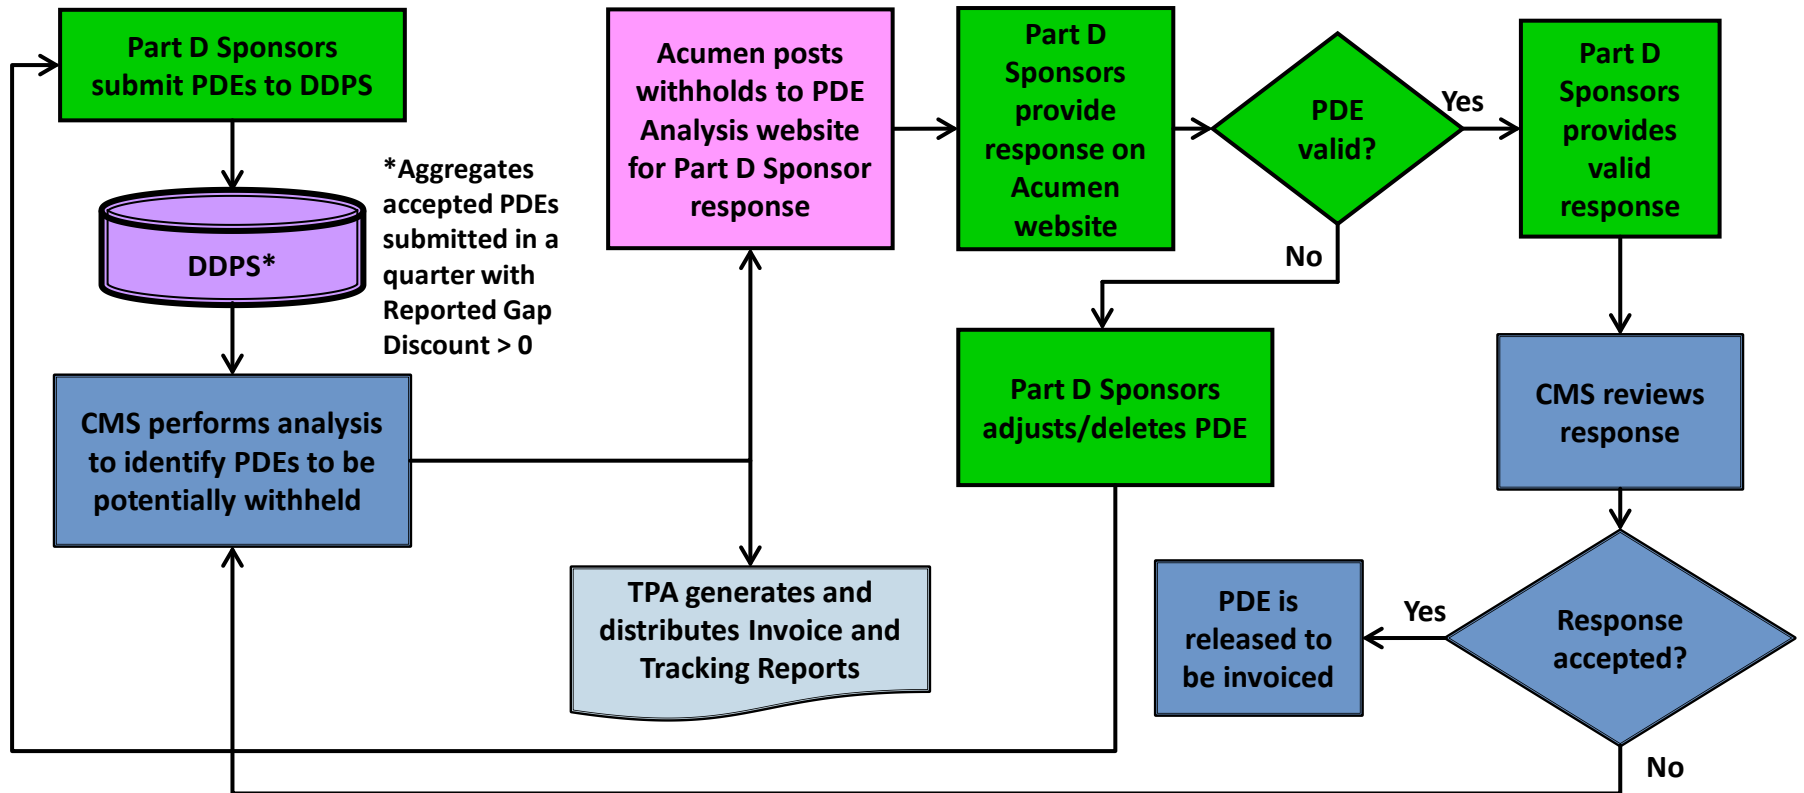 Part D Sponsors
submit PDEs to DDPS
DDPS*
*Aggregates
accepted PDEs
submitted in a
quarter with
Reported Gap
Discount > 0
CMS performs analysis
to identify PDEs to be
potentially withheld
Acumen posts
withholds to PDE
Analysis website
for Part D Sponsor
response
TPA generates and
distributes Invoice and
Tracking Reports
Part D
Sponsors
provide
response on
Acumen
website
PDE
valid?
Yes
No
Part D Sponsors
adjusts/deletes PDE
Part D
Sponsors
provides
valid
response
CMS reviews
response
Response
accepted?
Yes
No
PDE is
released to
be invoiced